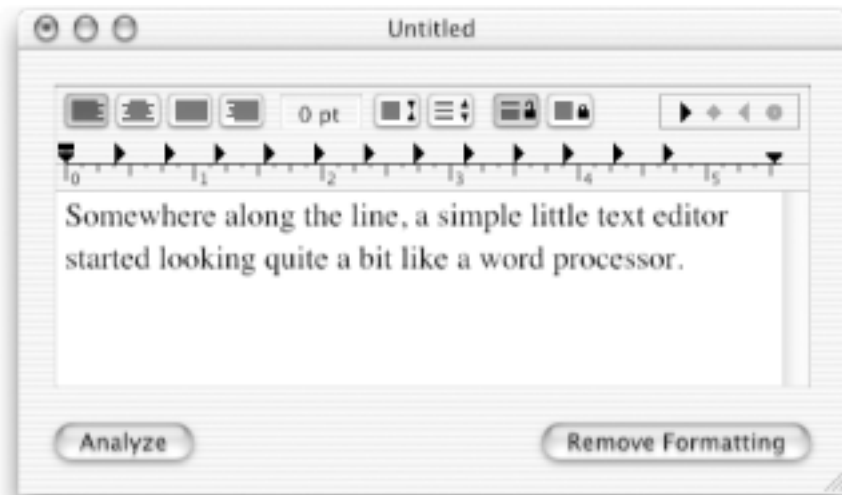 Untitled
0 pt
0 1 2 3 4 5
Somewhere along the line, a simple little text editor
started looking quite a bit like a word processor.
Analyze Remove Formatting